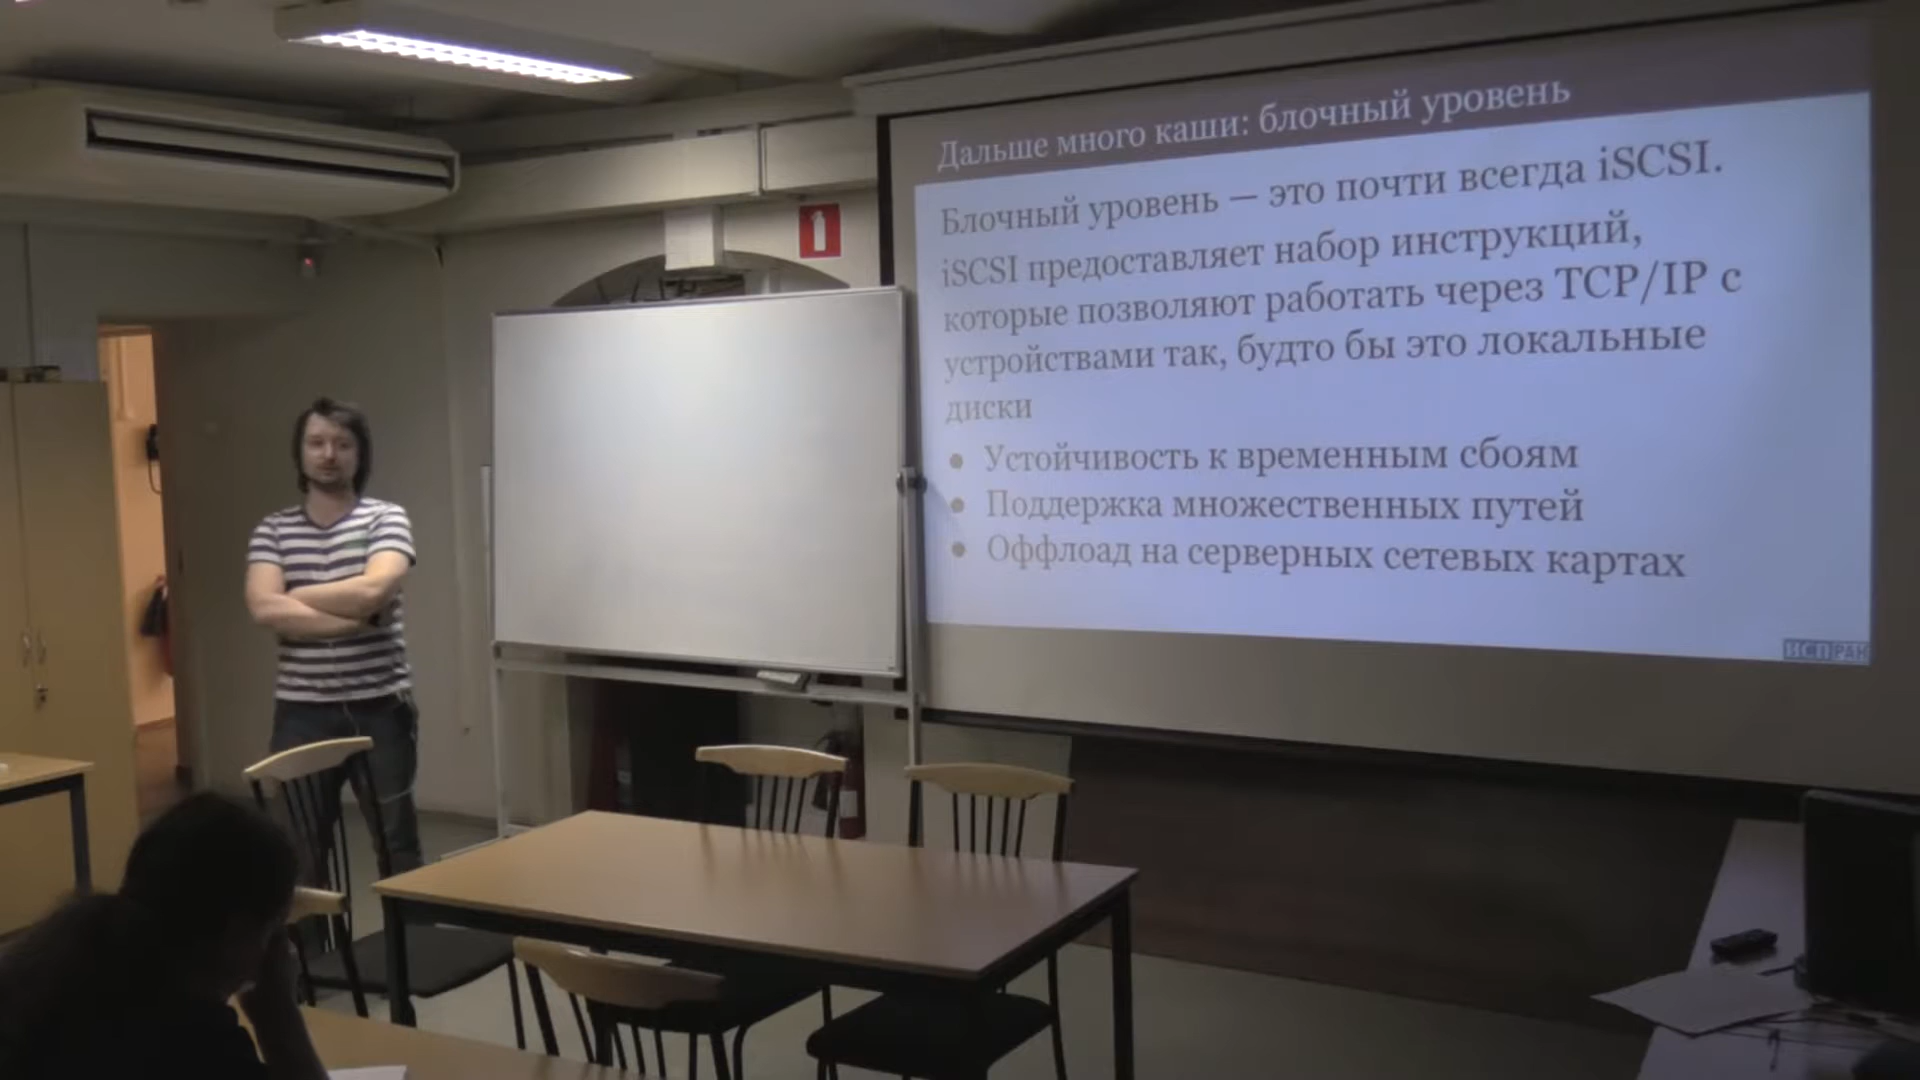 Дальше много каши: блочный уровень
Блочный уровень — это почти всегда iSCSI.
iSCSI предоставляет набор инструкций,
которые позволяют работать через TCP/IP с
устройствами так, будто бы это локальные
диски
● Устойчивость к временным сбоям
● Поддержка множественных путей
● Оффлоад на серверных сетевых картах
ИСП РАН